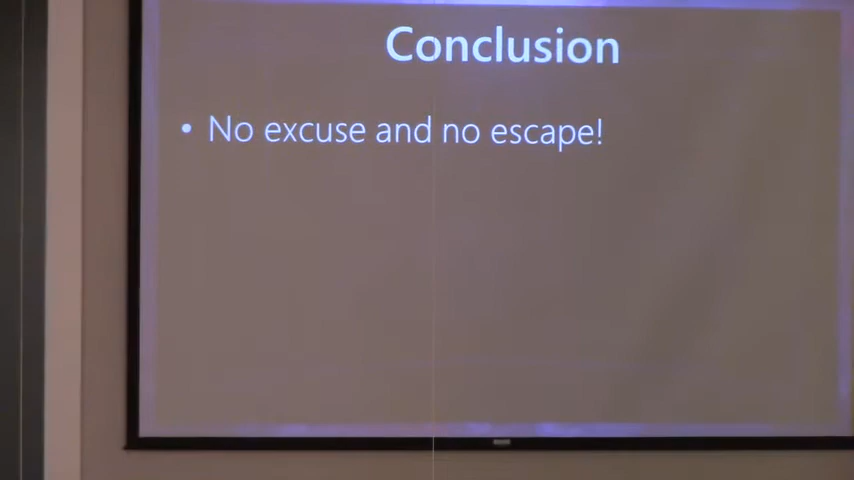 Conclusion
• No excuse and no escape!